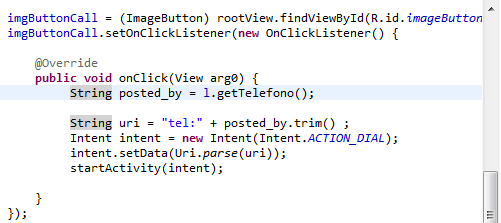 imgButtonCall = (ImageButton) rootView.findViewById(R.id.imageButton
imgButtonCall.setOnClickListener(new OnClickListener() {
@Override
public void onClick(View arg0) {
String posted_by = l.getTelefono();
String uri = "tel:" + posted_by.trim() ;
Intent intent = new Intent(Intent.ACTION_DIAL);
intent.setData(Uri.parse(uri));
startActivity(intent);
}
});